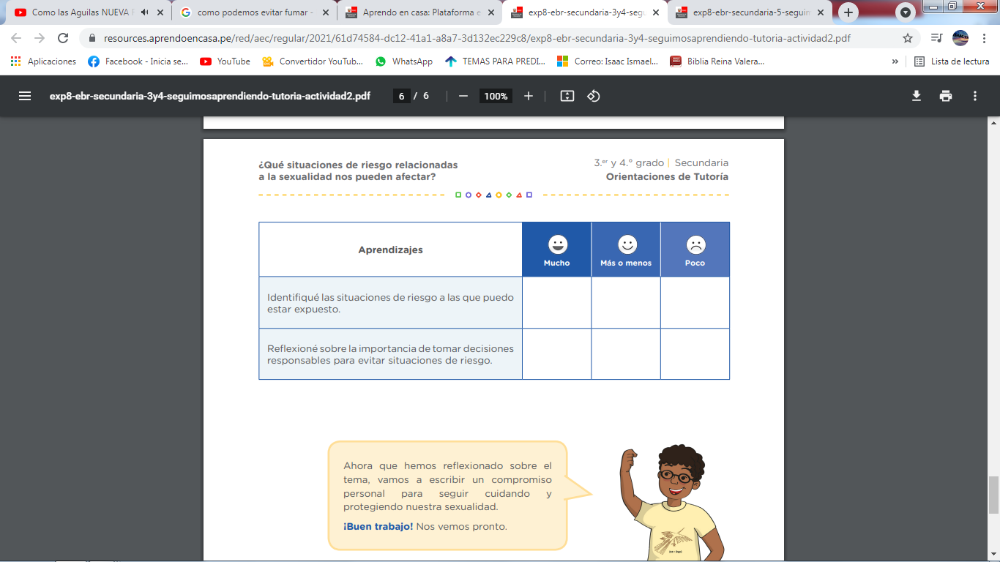 Como las Aguilas NUEVA
como podemos evitar fumar -
Aprendo en casa: Plataforma e
exp8-ebr-secundaria-3y4-segu
exp8-ebr-secundaria-5-seguim
resources.aprendoencasa.pe/red/aec/regular/2021/61d74584-dc12-41a1-a8a7-3d132ec229c8/exp8-ebr-secundaria-3y4-seguimosaprendiendo-tutoria-actividad2.pdf
Aplicaciones
Facebook - Inicia se...
YouTube
Convertidor YouTub...
WhatsApp
TEMAS PARA PREDI...
Correo: Isaac Ismael...
Biblia Reina Valera...
»
Lista de lectura
exp8-ebr-secundaria-3y4-seguimosaprendiendo-tutoria-actividad2.pdf
6 / 6
100%
¿Qué situaciones de riesgo relacionadas
a la sexualidad nos pueden afectar?
3.er y 4.° grado | Secundaria
Orientaciones de Tutoría
Aprendizajes
Mucho
Más o menos
Poco
Identifiqué las situaciones de riesgo a las que puedo
estar expuesto.
Reflexioné sobre la importancia de tomar decisiones
responsables para evitar situaciones de riesgo.
Ahora que hemos reflexionado sobre el
tema, vamos a escribir un compromiso
personal para seguir cuidando y
protegiendo nuestra sexualidad.
¡Buen trabajo! Nos vemos pronto.